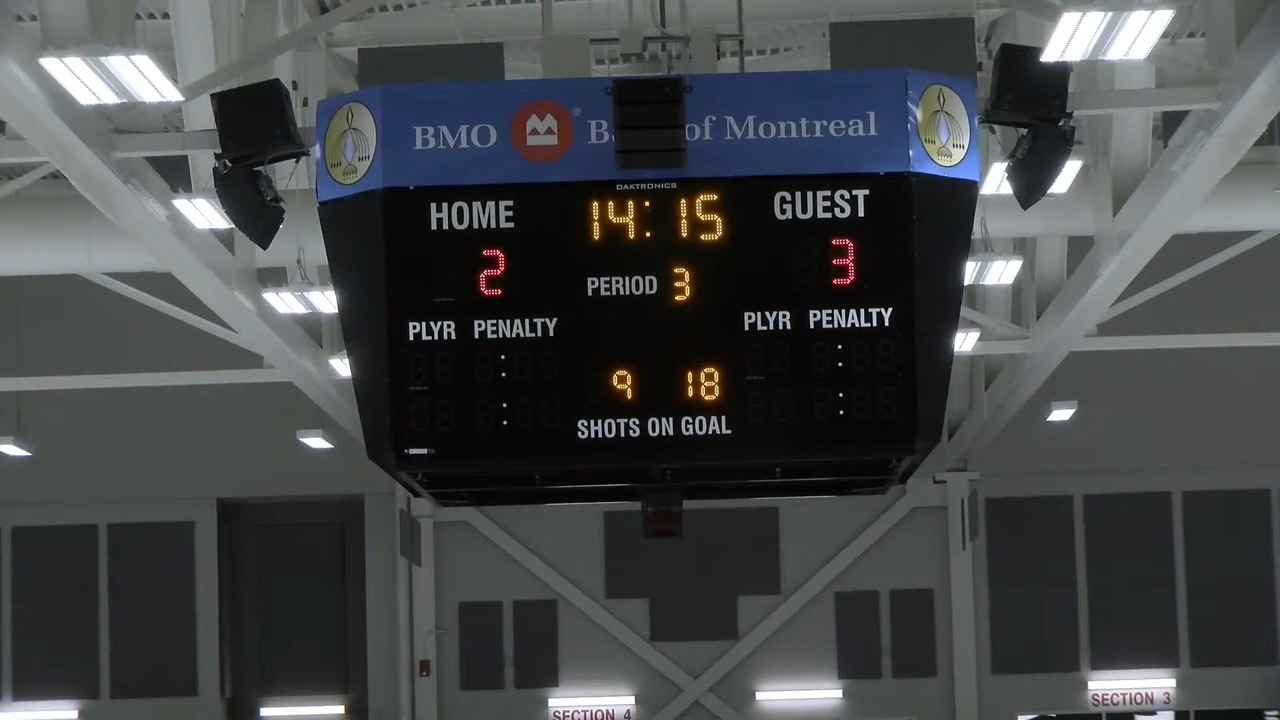 BMO ® B of Montreal
DAKTRONICS
HOME 14:15 GUEST
2 3
PERIOD 3
PLYR PENALTY PLYR PENALTY
: :
9 18
: :
SHOTS ON GOAL
SECTION 4
SECTION 3